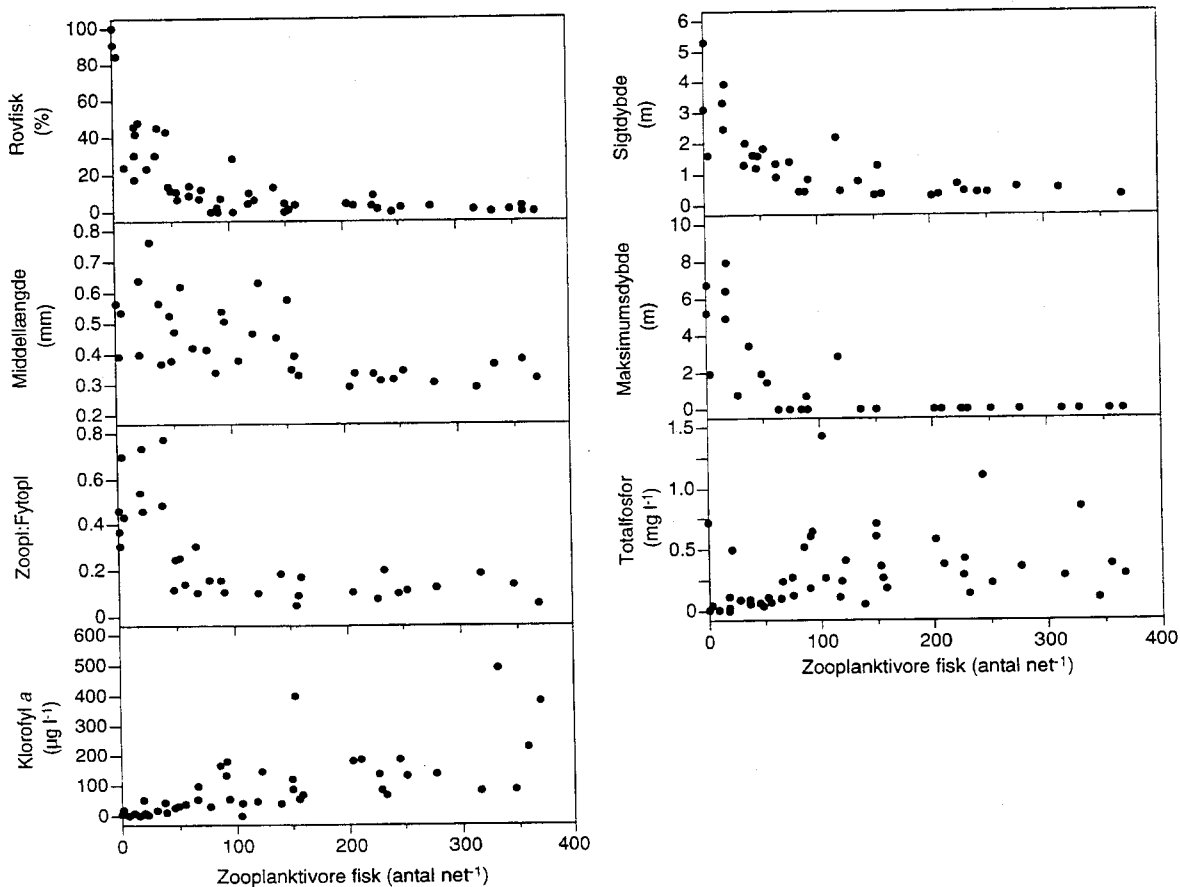 Rovfisk
(%)
100
80
60
40
20
0
Middellængde
(mm)
0.8
0.7
0.6
0.5
0.4
0.3
0.2
Zoopl:Fytopl
0.8
0.6
0.4
0.2
0
Klorofyl a
(µg l-1)
600
500
400
300
200
100
0
0 100 200 300 400
Zooplanktivore fisk (antal net-1)
Sigtdybde
(m)
6
5
4
3
2
1
0
Maksimumsdybde
(m)
10
8
6
4
2
0
Totalfosfor
(mg l-1)
1.5
1.0
0.5
0
0 100 200 300 400
Zooplanktivore fisk (antal net-1)